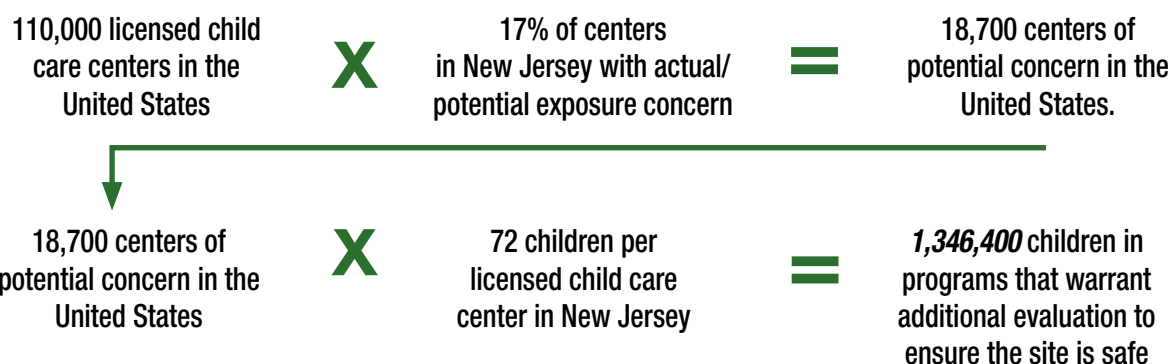 110,000 licensed child
care centers in the
United States
X
17% of centers
in New Jersey with actual/
potential exposure concern
=
18,700 centers of
potential concern in the
United States.
18,700 centers of
potential concern in the
United States
X
72 children per
licensed child care
center in New Jersey
=
1,346,400 children in
programs that warrant
additional evaluation to
ensure the site is safe